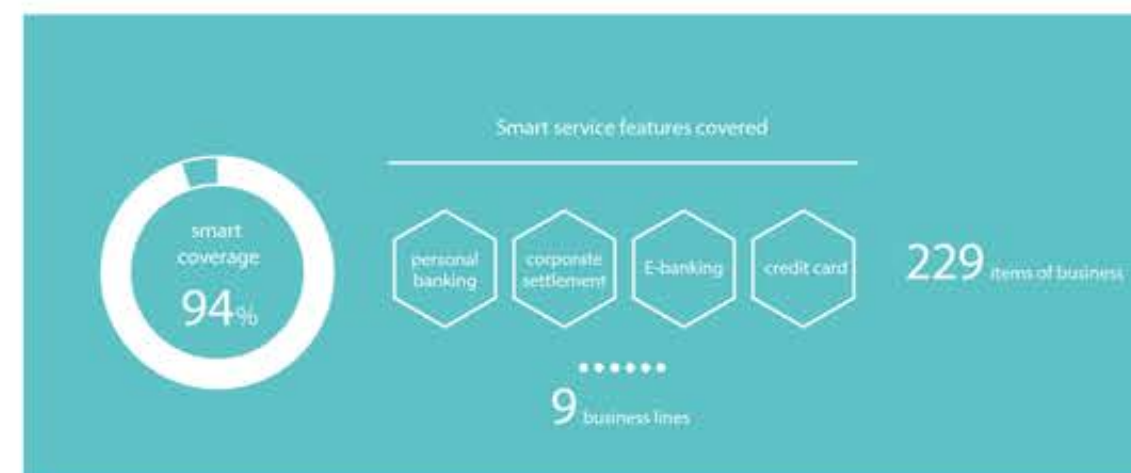 Smart service features covered
smart
coverage
94%
personal
banking
corporate
settlement
E-banking
credit card
229 items of business
9 business lines